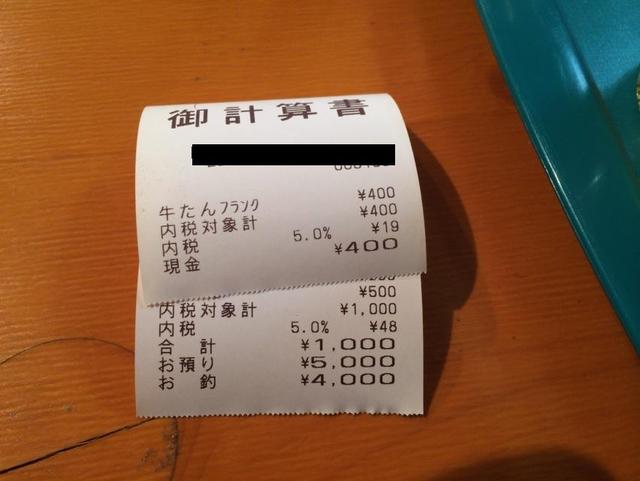 御計算書
牛たんフランク ¥400
内税対象計 ¥400
内税 5.0% ¥19
現金 ¥400
¥500
内税対象計 ¥1,000
内税 5.0% ¥48
合計 ¥1,000
お預り ¥5,000
お釣 ¥4,000